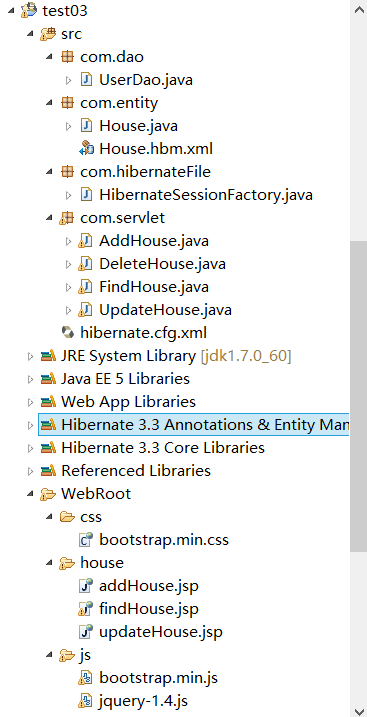 test03
src
com.dao
UserDao.java
com.entity
House.java
House.hbm.xml
com.hibernateFile
HibernateSessionFactory.java
com.servlet
AddHouse.java
DeleteHouse.java
FindHouse.java
UpdateHouse.java
hibernate.cfg.xml
JRE System Library [jdk1.7.0_60]
Java EE 5 Libraries
Web App Libraries
Hibernate 3.3 Annotations & Entity Man
Hibernate 3.3 Core Libraries
Referenced Libraries
WebRoot
css
bootstrap.min.css
house
addHouse.jsp
findHouse.jsp
updateHouse.jsp
js
bootstrap.min.js
jquery-1.4.js